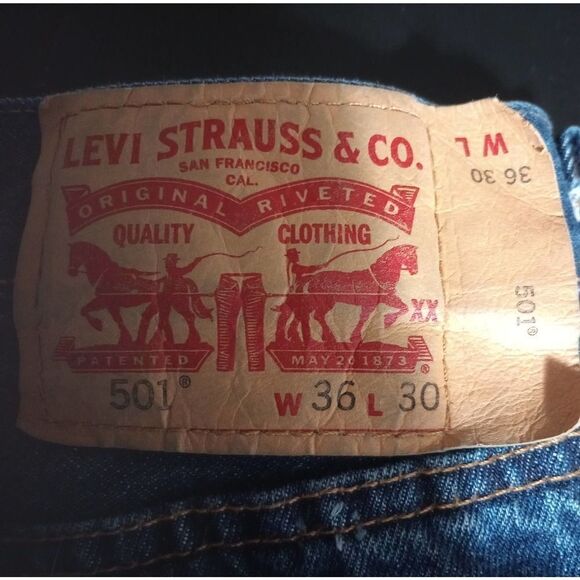 LEVI STRAUSS & CO.
SAN FRANCISCO
CAL.
ORIGINAL RIVETED
QUALITY CLOTHING
XX
PATENTED MAY 20 1873 ®
501® W 36 L 30
W L
36 30
501®